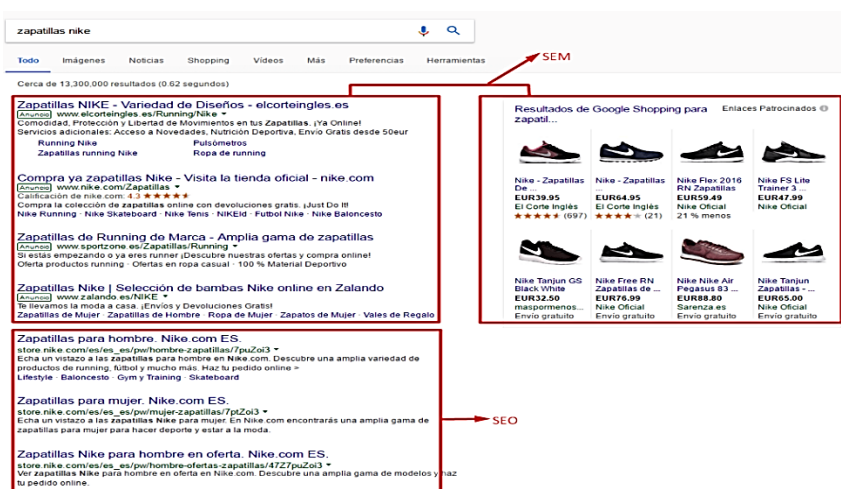 zapatillas nike
Todo Imágenes Noticias Shopping Vídeos Más Preferencias Herramientas
SEM
Cerca de 13,300,000 resultados (0.62 segundos)
Zapatillas NIKE - Variedad de Diseños - elcorteingles.es
Anuncio www.elcorteingles.es/Running/Nike
Comodidad, Protección y Libertad de Movimientos en tus Zapatillas. ¡Ya Online!
Servicios adicionales: Acceso a Novedades, Nutrición Deportiva, Envío Gratis desde 50eur
Running Nike Pulsómetros
Zapatillas running Nike Ropa de running
Compra ya zapatillas Nike - Visita la tienda oficial - nike.com
Anuncio www.nike.com/Zapatillas
Calificación de nike.com: 4.3 ★★★★★
Compra la colección de zapatillas online con devoluciones gratis. ¡Just Do It!
Nike Running · Nike Skateboard · Nike Tenis · NIKEid · Futbol Nike · Nike Baloncesto
Zapatillas de Running de Marca - Amplia gama de zapatillas
Anuncio www.sportzone.es/Zapatillas/Running
Si estás empezando o ya eres runner ¡Descubre nuestras ofertas y compra online!
Oferta productos running · Ofertas en ropa casual · 100 % Material Deportivo
Zapatillas Nike | Selección de bambas Nike online en Zalando
Anuncio www.zalando.es/NIKE
Te llevamos la moda a casa. ¡Envíos y Devoluciones Gratis!
Zapatillas de Mujer · Zapatillas de Hombre · Ropa de Mujer · Zapatos de Mujer · Vales de Regalo
Resultados de Google Shopping para zapatil... Enlaces Patrocinados
Nike - Zapatillas De ...
EUR39.95
El Corte Inglés
★★★★★ (697)
Nike - Zapatillas ...
EUR64.95
El Corte Inglés
★★★★★ (21)
Nike Flex 2016 RN Zapatillas
EUR59.49
Nike Oficial
21 % menos
Nike FS Lite Trainer 3 ...
EUR47.99
Nike Oficial
Nike Tanjun GS Black White
EUR32.50
maspormenos...
Envío gratuito
Nike Free RN Zapatillas de ...
EUR76.99
Nike Oficial
Envío gratuito
Nike Nike Air Pegasus 83 ...
EUR88.80
Sarenza es
Envío gratuito
Nike Tanjun Zapatillas - ...
EUR65.00
Nike Oficial
Envío gratuito
Zapatillas para hombre. Nike.com ES.
store.nike.com/es/es_es/pw/hombre-zapatillas/7puZoi3
Echa un vistazo a las zapatillas para hombre en Nike.com. Descubre una amplia variedad de
productos de running, fútbol y mucho más. Haz tu pedido online >
Lifestyle · Baloncesto · Gym y Training · Skateboard
Zapatillas para mujer. Nike.com ES.
store.nike.com/es/es_es/pw/mujer-zapatillas/7ptZoi3
Echa un vistazo a las zapatillas Nike para mujer. En Nike.com encontrarás una amplia gama de
zapatillas para mujer para hacer deporte y estar a la moda.
SEO
Zapatillas Nike para hombre en oferta. Nike.com ES.
store.nike.com/es/es_es/pw/hombre-ofertas-zapatillas/47Z7puZoi3
Ver zapatillas Nike para hombre en oferta en Nike.com. Descubre una amplia gama de modelos y haz
tu pedido online.